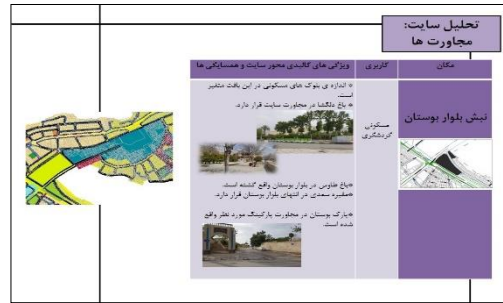 تحلیل سایت:
مجاورت ها
مکان
کاربری
ویژگی های کالبدی محور سایت و همسایگی ها
نبش بلوار بوستان
مسکونی
گردشگری
* اندازه ی بلوک های مسکونی در این بافت متغیر
است.
* باغ دلگشا در مجاورت سایت قرار دارد.
*باغ طاوسی در بلوار بوستان واقع گشته است.
*مقبره سعدی در انتهای بلوار بوستان قرار دارد.
*پارک بوستان در مجاورت پارکینگ مورد نظر واقع
شده است.